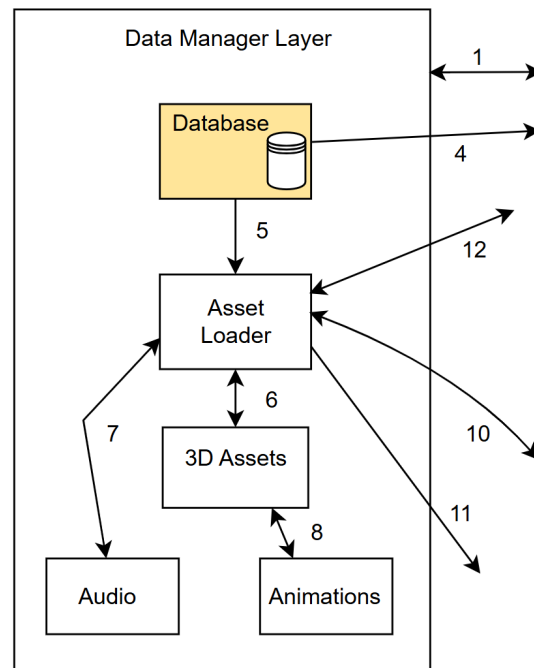 Data Manager Layer
1
Database
4
5
12
Asset
Loader
6
7
10
3D Assets
11
8
Audio
Animations